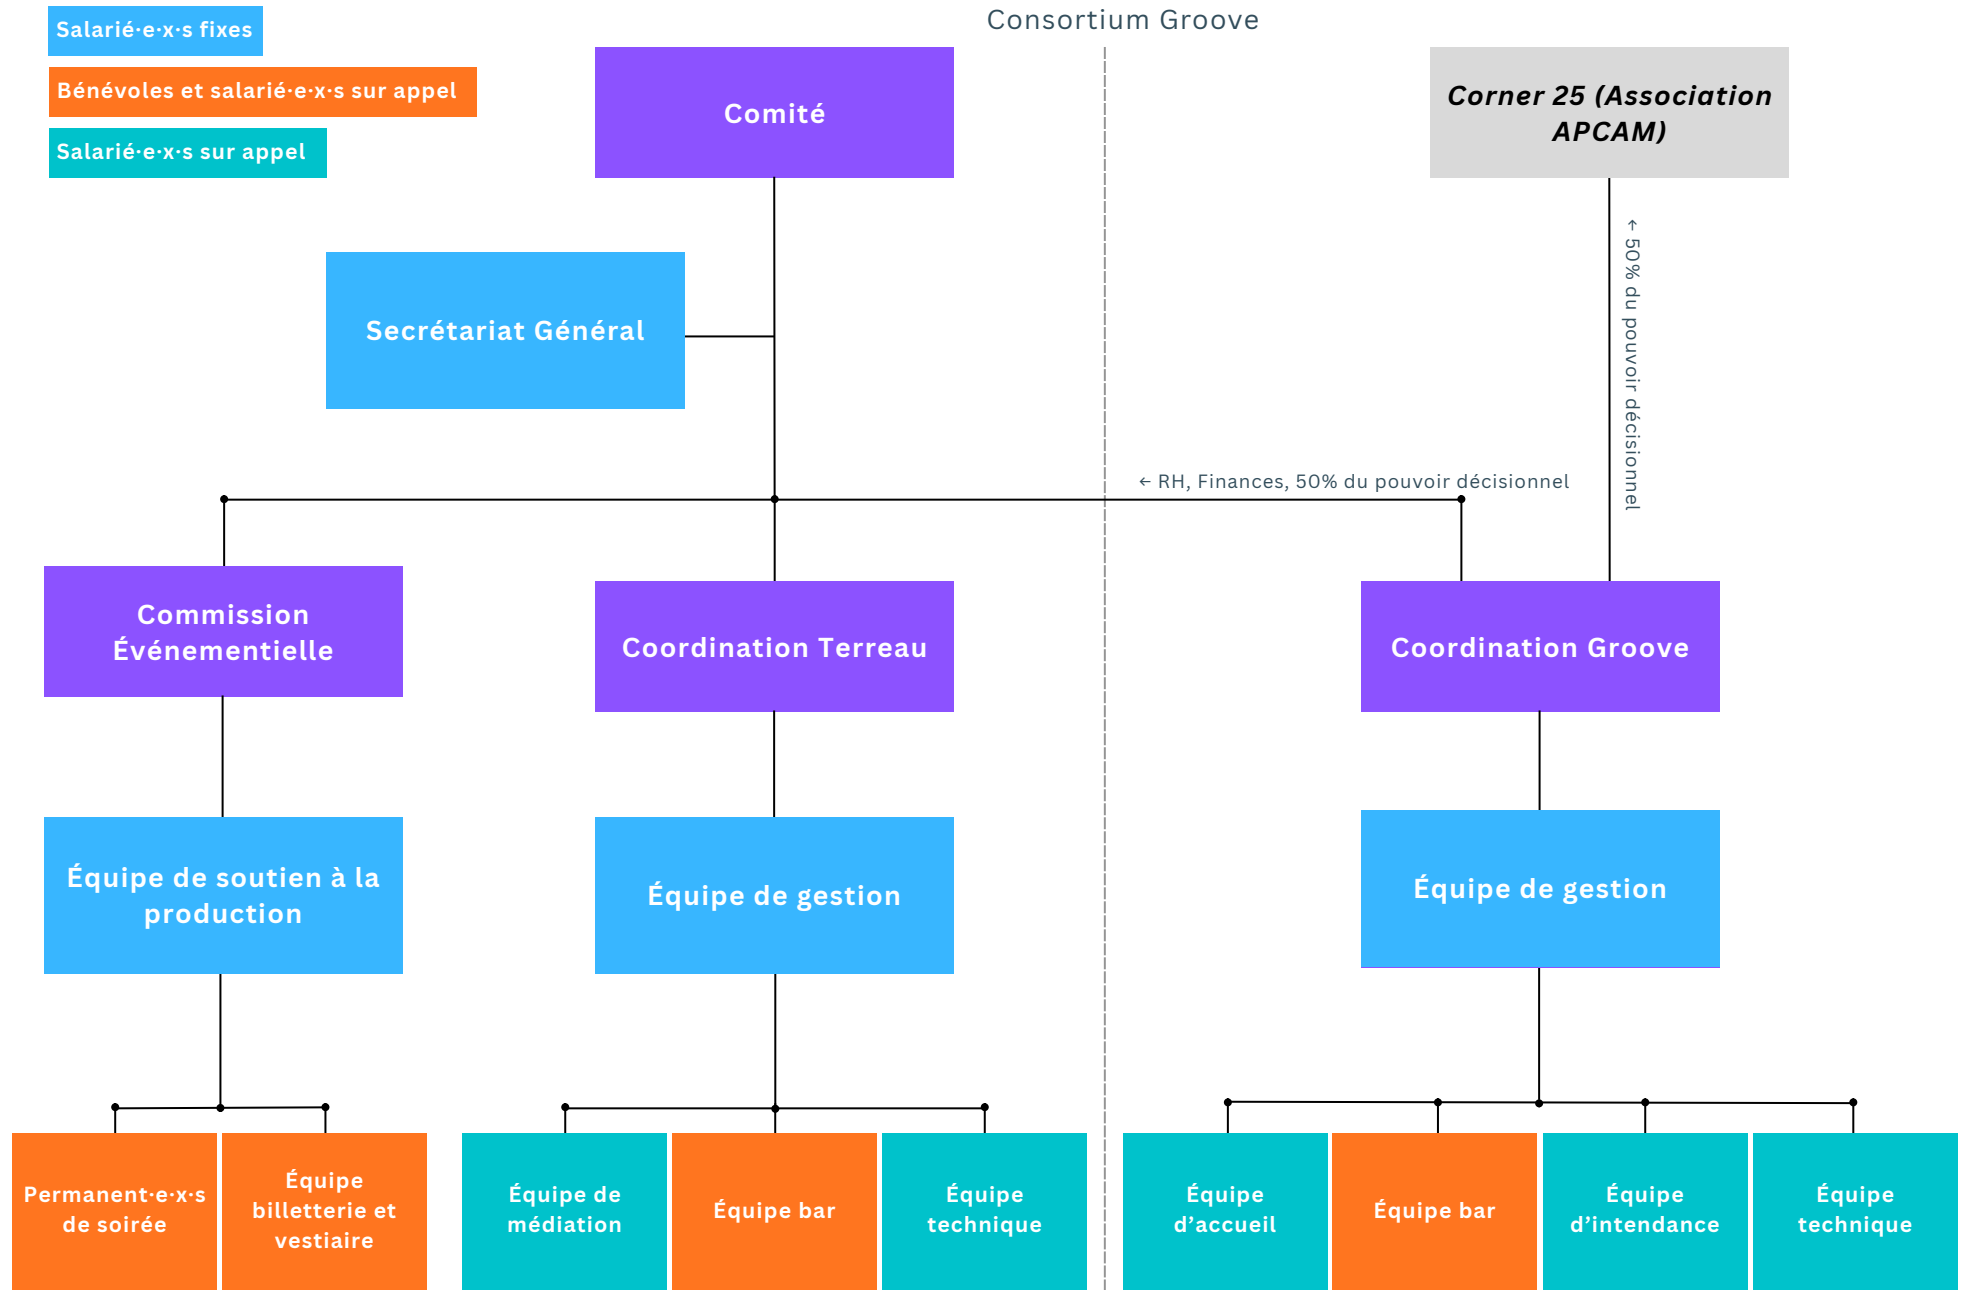 Salarié·e·x·s fixes
Bénévoles et salarié·e·x·s sur appel
Salarié·e·x·s sur appel
Consortium Groove
Comité
Corner 25 (Association
APCAM)
Secrétariat Général
← 50% du pouvoir décisionnel
← RH, Finances, 50% du pouvoir décisionnel
Commission
Événementielle
Coordination Terreau
Coordination Groove
Équipe de soutien à la
production
Équipe de gestion
Équipe de gestion
Permanent·e·x·s
de soirée
Équipe
billetterie et
vestiaire
Équipe de
médiation
Équipe bar
Équipe
technique
Équipe
d’accueil
Équipe bar
Équipe
d’intendance
Équipe
technique